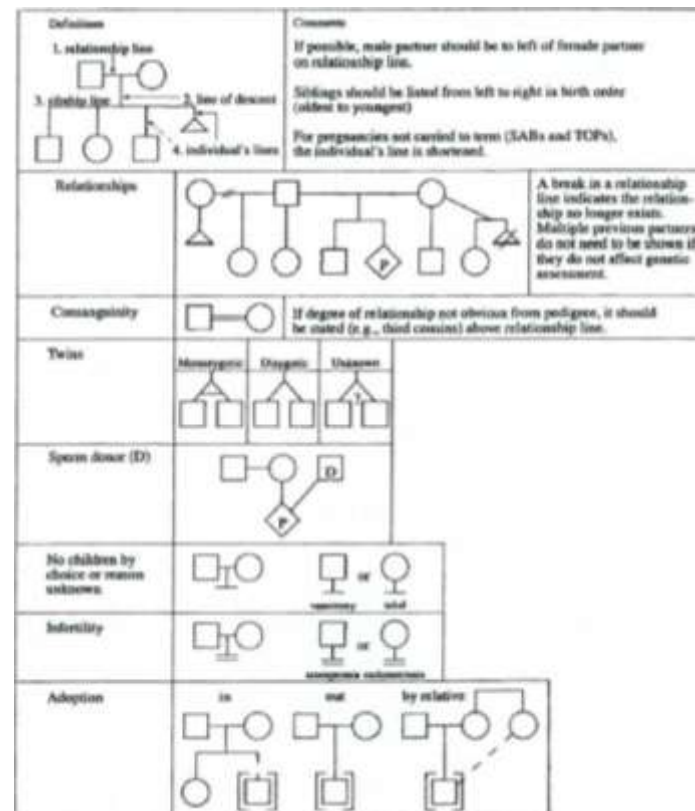 Definitions
Comments
1. relationship line
3. sibship line
2. line of descent
4. individual's lines
If possible, male partner should be to left of female partner
on relationship line.
Siblings should be listed from left to right in birth order
(oldest to youngest)
For pregnancies not carried to term (SABs and TOPs),
the individual's line is shortened.
Relationships
P
A break in a relationship
line indicates the relation-
ship no longer exists.
Multiple previous partners
do not need to be shown if
they do not affect genetic
assessment.
Consanguinity
If degree of relationship not obvious from pedigree, it should
be stated (e.g., third cousins) above relationship line.
Twins
Monozygotic
Dizygotic
Unknown
?
Sperm donor (D)
D
P
No children by
choice or reason
unknown
or
vasectomy
tubal
Infertility
or
azoospermia endometriosis
Adoption
in
out
by relative